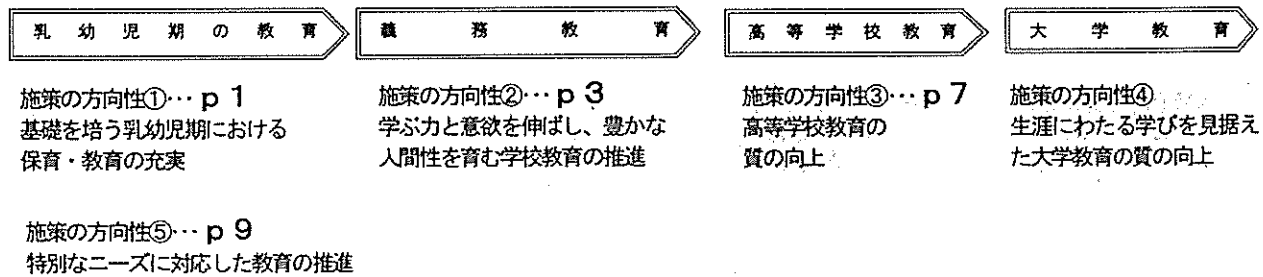 乳幼児期の教育
義務教育
高等学校教育
大学教育
施策の方向性①… p 1
基礎を培う乳幼児期における
保育・教育の充実
施策の方向性②… p 3
学ぶ力と意欲を伸ばし、豊かな
人間性を育む学校教育の推進
施策の方向性③… p 7
高等学校教育の
質の向上
施策の方向性④
生涯にわたる学びを見据え
た大学教育の質の向上
施策の方向性⑤… p 9
特別なニーズに対応した教育の推進